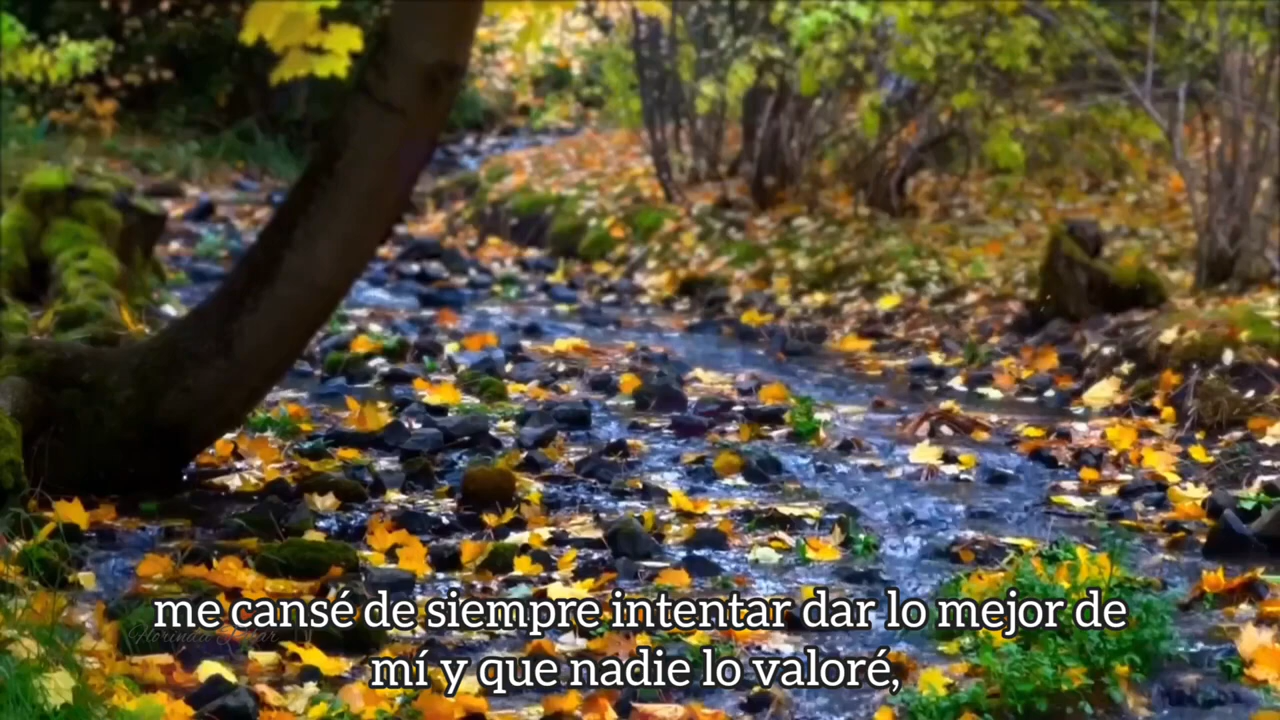 me cansé de siempre intentar dar lo mejor de
mí y que nadie lo valoré,